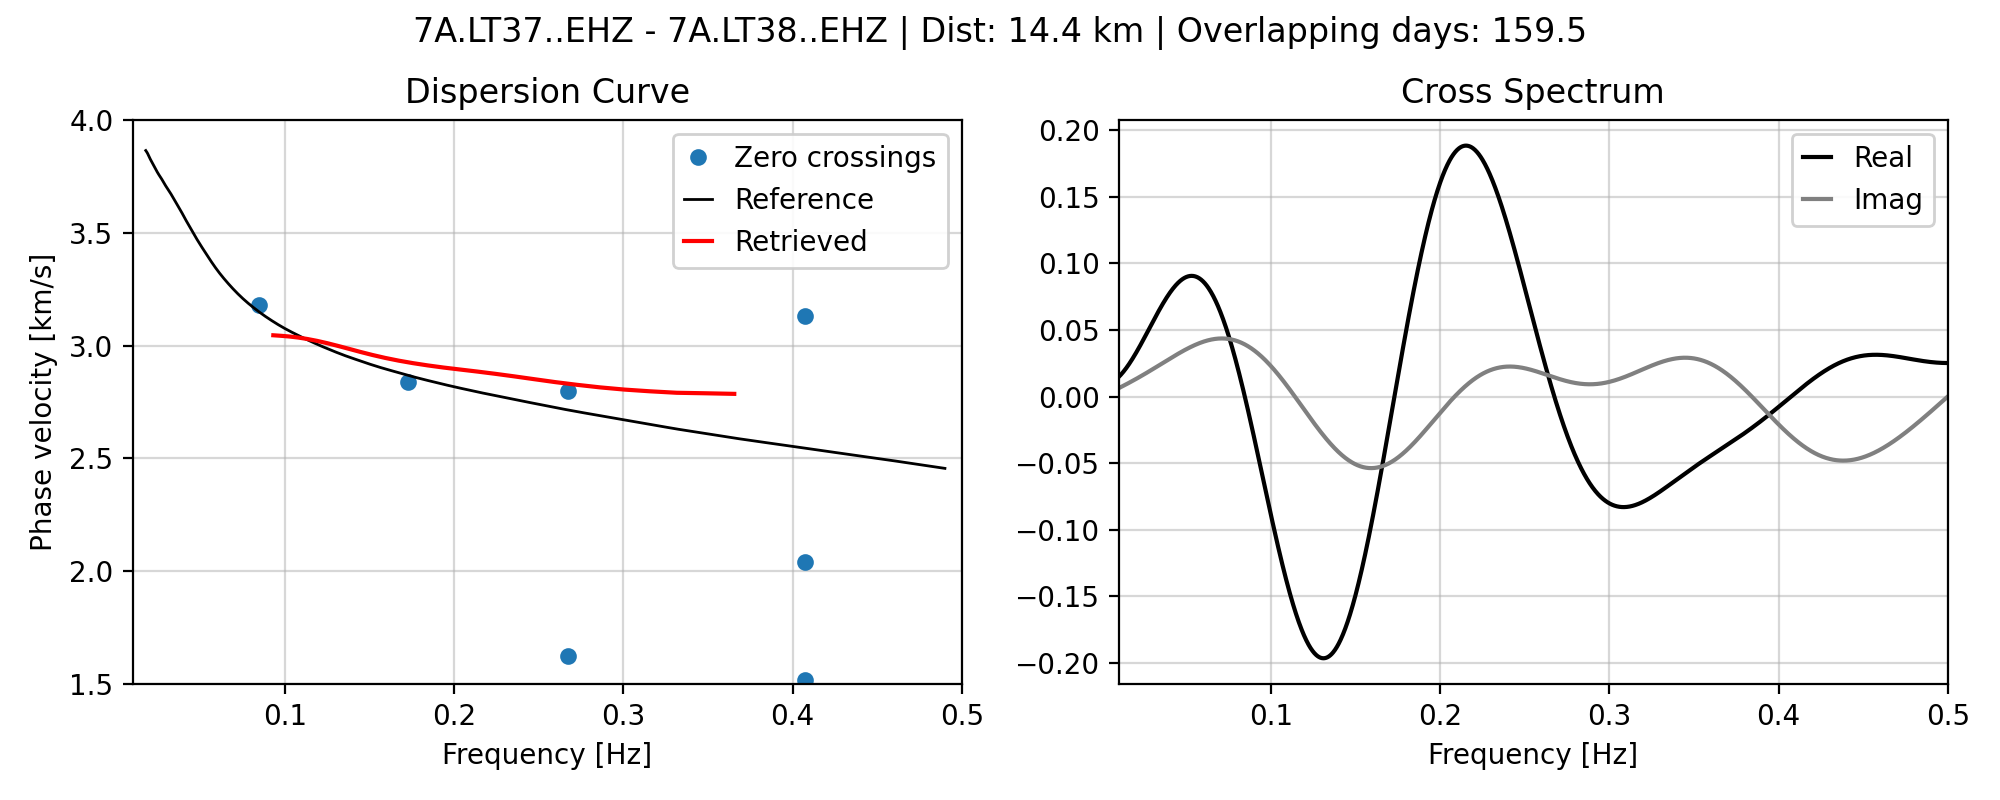 7A.LT37..EHZ - 7A.LT38..EHZ | Dist: 14.4 km | Overlapping days: 159.5
Dispersion Curve
4.0
3.5
3.0
2.5
2.0
1.5
Phase velocity [km/s]
Zero crossings
Reference
Retrieved
0.1 0.2 0.3 0.4 0.5
Frequency [Hz]
Cross Spectrum
0.20
0.15
0.10
0.05
0.00
−0.05
−0.10
−0.15
−0.20
Real
Imag
0.1 0.2 0.3 0.4 0.5
Frequency [Hz]